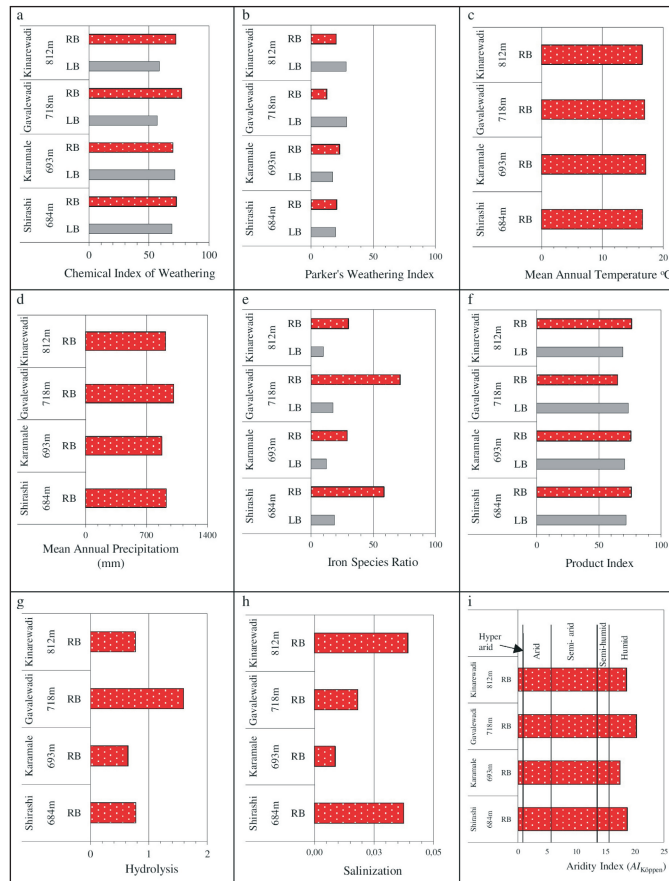 a
Kinarewadi
812m
RB
LB
Gavalewadi
718m
RB
LB
Karamale
693m
RB
LB
Shirashi
684m
RB
LB
0 50 100
Chemical Index of Weathering
b
Kinarewadi
812m
RB
LB
Gavalewadi
718m
RB
LB
Karamale
693m
RB
LB
Shirashi
684m
RB
LB
0 50 100
Parker's Weathering Index
c
Kinarewadi
812m
RB
Gavalewadi
718m
RB
Karamale
693m
RB
Shirashi
684m
RB
0 10 20
Mean Annual Temperature °C
d
Kinarewadi
812m
RB
Gavalewadi
718m
RB
Karamale
693m
RB
Shirashi
684m
RB
0 700 1400
Mean Annual Precipitatiom
(mm)
e
Kinarewadi
812m
RB
LB
Gavalewadi
718m
RB
LB
Karamale
693m
RB
LB
Shirashi
684m
RB
LB
0 50 100
Iron Species Ratio
f
Kinarewadi
812m
RB
LB
Gavalewadi
718m
RB
LB
Karamale
693m
RB
LB
Shirashi
684m
RB
LB
0 50 100
Product Index
g
Kinarewadi
812m
RB
Gavalewadi
718m
RB
Karamale
693m
RB
Shirashi
684m
RB
0 1 2
Hydrolysis
h
Kinarewadi
812m
RB
Gavalewadi
718m
RB
Karamale
693m
RB
Shirashi
684m
RB
0,00 0,03 0,05
Salinization
i
Hyper
arid
Arid
Semi- arid
Semi-humid
Humid
Kinarewadi
812m
RB
Gavalewadi
718m
RB
Karamale
693m
RB
Shirashi
684m
RB
0 5 10 15 20 25
Aridity Index (AIKöppen)